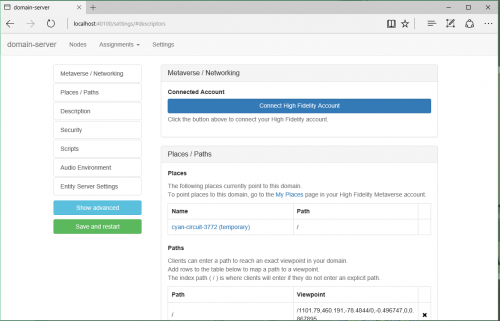 domain-server
localhost:40100/settings/#descriptors
domain-server Nodes Assignments Settings
Metaverse / Networking
Places / Paths
Description
Security
Scripts
Audio Environment
Entity Server Settings
Show advanced
Save and restart
Metaverse / Networking
Connected Account
Connect High Fidelity Account
Click the button above to connect your High Fidelity account.
Places / Paths
Places
The following places currently point to this domain.
To point places to this domain, go to the My Places page in your High Fidelity Metaverse account.
Name Path
cyan-circuit-3772 (temporary) /
Paths
Clients can enter a path to reach an exact viewpoint in your domain.
Add rows to the table below to map a path to a viewpoint.
The index path ( / ) is where clients will enter if they do not enter an explicit path.
Path Viewpoint
/ /1101.79,460.191,-78.4844/0,-0.496747,0,0.
867895